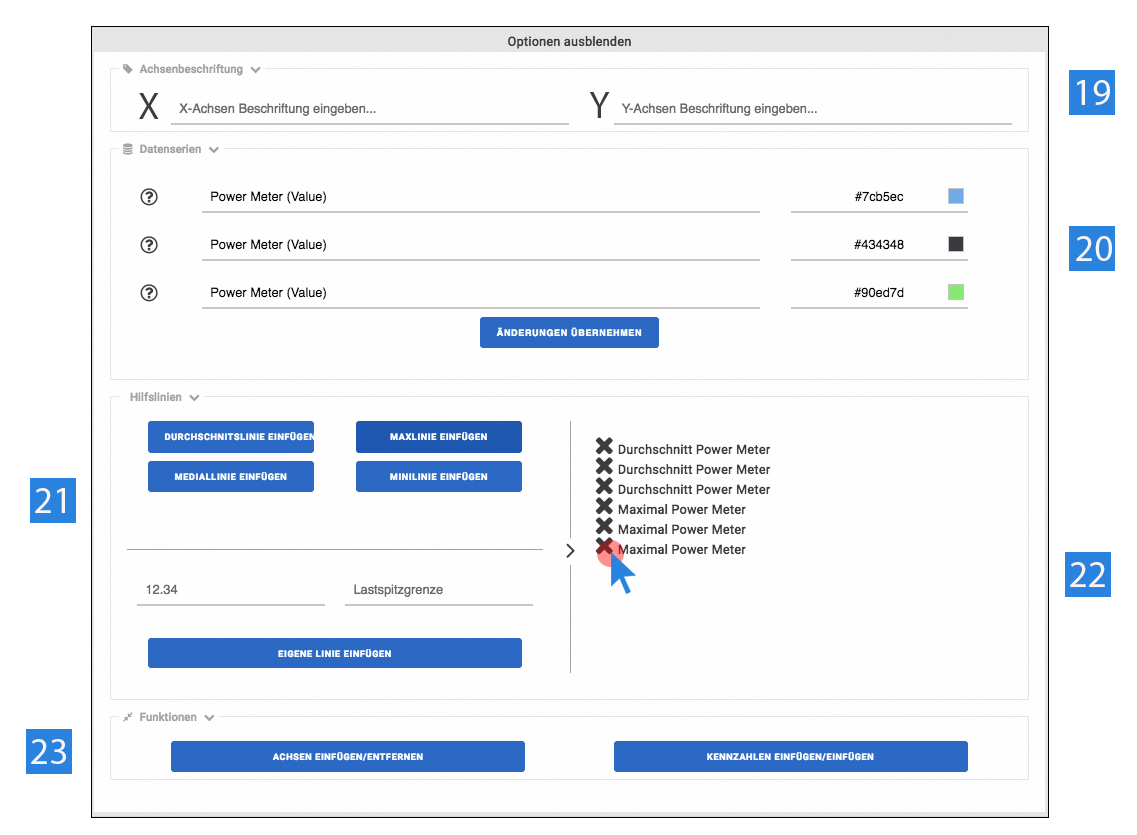 Optionen ausblenden
Achsenbeschriftung
19
X X-Achsen Beschriftung eingeben... Y Y-Achsen Beschriftung eingeben...
Datenserien
? Power Meter (Value) #7cb5ec
? Power Meter (Value) #434348
20
? Power Meter (Value) #90ed7d
ÄNDERUNGEN ÜBERNEHMEN
Hilfslinien
DURCHSCHNITSLINIE EINFÜGEN MAXLINIE EINFÜGEN
MEDIALLINIE EINFÜGEN MINILINIE EINFÜGEN
21
Durchschnitt Power Meter
Durchschnitt Power Meter
Durchschnitt Power Meter
Maximal Power Meter
Maximal Power Meter
Maximal Power Meter
22
12.34 Lastspitzgrenze
EIGENE LINIE EINFÜGEN
Funktionen
23
ACHSEN EINFÜGEN/ENTFERNEN KENNZAHLEN EINFÜGEN/EINFÜGEN